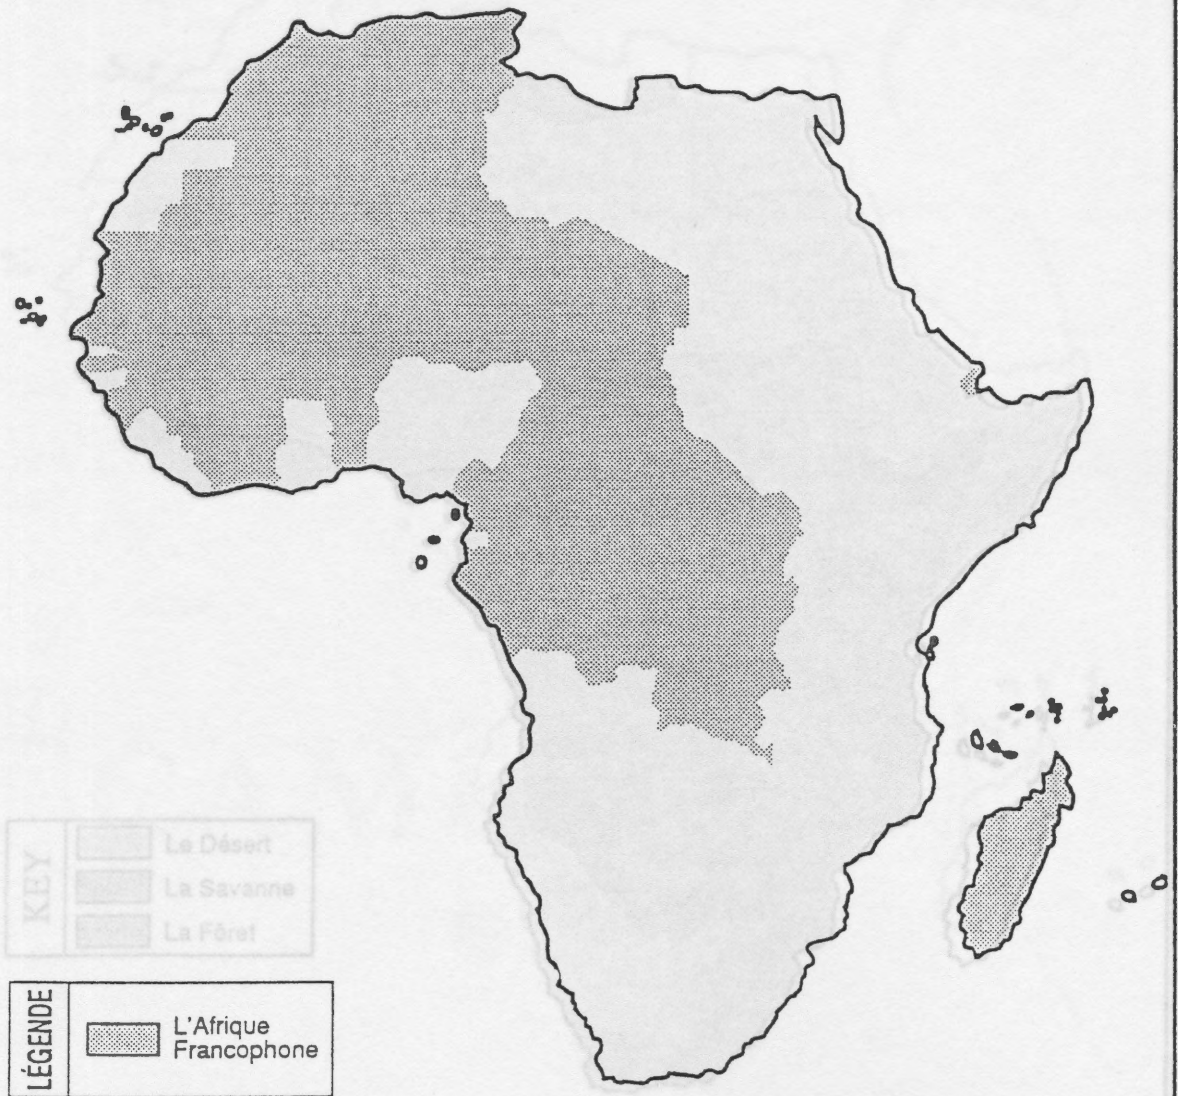 KEY
Le Désert
La Savanne
La Fôret
LÉGENDE
L'Afrique
Francophone